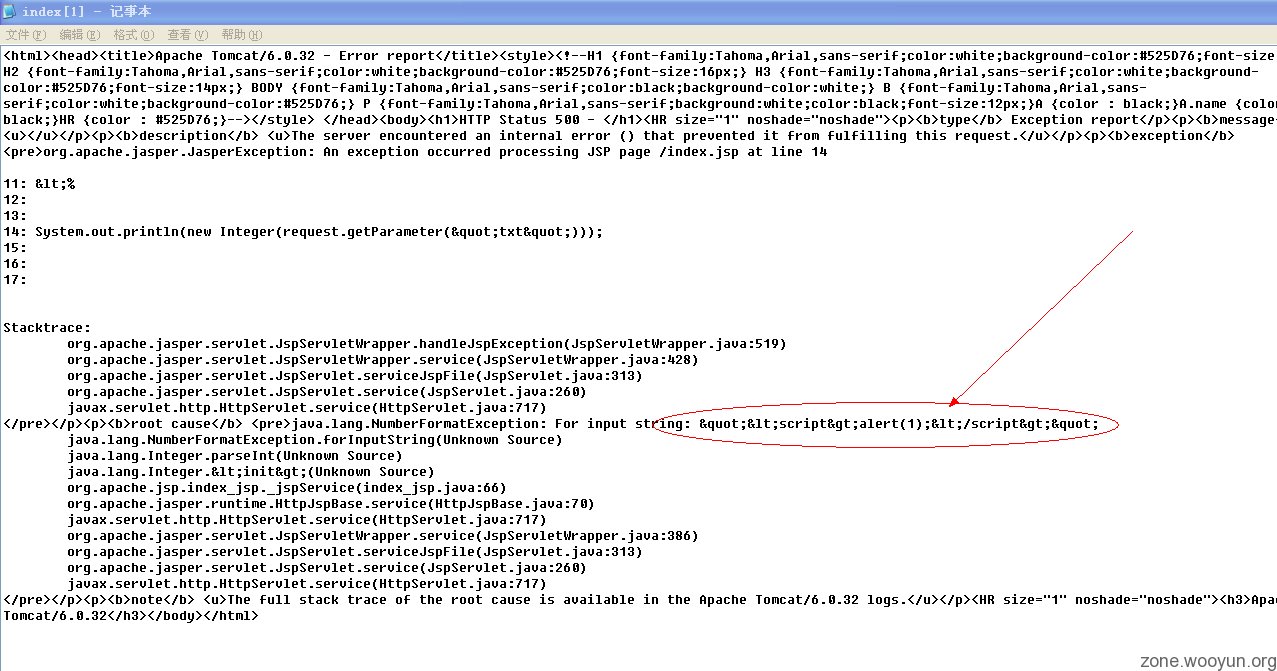 index[1] - 记事本
文件(F) 编辑(E) 格式(O) 查看(V) 帮助(H)
<html><head><title>Apache Tomcat/6.0.32 - Error report</title><style><!--H1 {font-family:Tahoma,Arial,sans-serif;color:white;background-color:#525D76;font-size
H2 {font-family:Tahoma,Arial,sans-serif;color:white;background-color:#525D76;font-size:16px;} H3 {font-family:Tahoma,Arial,sans-serif;color:white;background-
color:#525D76;font-size:14px;} BODY {font-family:Tahoma,Arial,sans-serif;color:black;background-color:white;} B {font-family:Tahoma,Arial,sans-
serif;color:white;background-color:#525D76;} P {font-family:Tahoma,Arial,sans-serif;background:white;color:black;font-size:12px;}A {color : black;}A.name {colo
black;}HR {color : #525D76;}--></style> </head><body><h1>HTTP Status 500 - </h1><HR size="1" noshade="noshade"><p><b>type</b> Exception report</p><p><b>message
<u></u></p><p><b>description</b> <u>The server encountered an internal error () that prevented it from fulfilling this request.</u></p><p><b>exception</b>
<pre>org.apache.jasper.JasperException: An exception occurred processing JSP page /index.jsp at line 14
11: &lt;%
12:
13:
14: System.out.println(new Integer(request.getParameter(&quot;txt&quot;)));
15:
16:
17:
Stacktrace:
org.apache.jasper.servlet.JspServletWrapper.handleJspException(JspServletWrapper.java:519)
org.apache.jasper.servlet.JspServletWrapper.service(JspServletWrapper.java:428)
org.apache.jasper.servlet.JspServlet.serviceJspFile(JspServlet.java:313)
org.apache.jasper.servlet.JspServlet.service(JspServlet.java:260)
javax.servlet.http.HttpServlet.service(HttpServlet.java:717)
</pre></p><p><b>root cause</b> <pre>java.lang.NumberFormatException: For input string: &quot;&lt;script&gt;alert(1);&lt;/script&gt;&quot;
java.lang.NumberFormatException.forInputString(Unknown Source)
java.lang.Integer.parseInt(Unknown Source)
java.lang.Integer.&lt;init&gt;(Unknown Source)
org.apache.jsp.index_jsp._jspService(index_jsp.java:66)
org.apache.jasper.runtime.HttpJspBase.service(HttpJspBase.java:70)
javax.servlet.http.HttpServlet.service(HttpServlet.java:717)
org.apache.jasper.servlet.JspServletWrapper.service(JspServletWrapper.java:386)
org.apache.jasper.servlet.JspServlet.serviceJspFile(JspServlet.java:313)
org.apache.jasper.servlet.JspServlet.service(JspServlet.java:260)
javax.servlet.http.HttpServlet.service(HttpServlet.java:717)
</pre></p><p><b>note</b> <u>The full stack trace of the root cause is available in the Apache Tomcat/6.0.32 logs.</u></p><HR size="1" noshade="noshade"><h3>Apa
Tomcat/6.0.32</h3></body></html>
zone.wooyun.org